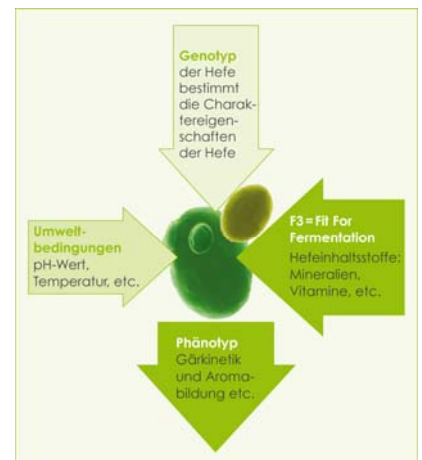 Genotyp
der Hefe
bestimmt
die Charak-
tereigen-
schaften
der Hefe
Umwelt-
bedingungen
pH-Wert,
Temperatur, etc.
F3=Fit For
Fermentation
Hefeinhaltsstoffe:
Mineralien,
Vitamine, etc.
Phänotyp
Gärkinetik
und Aroma-
bildung etc.